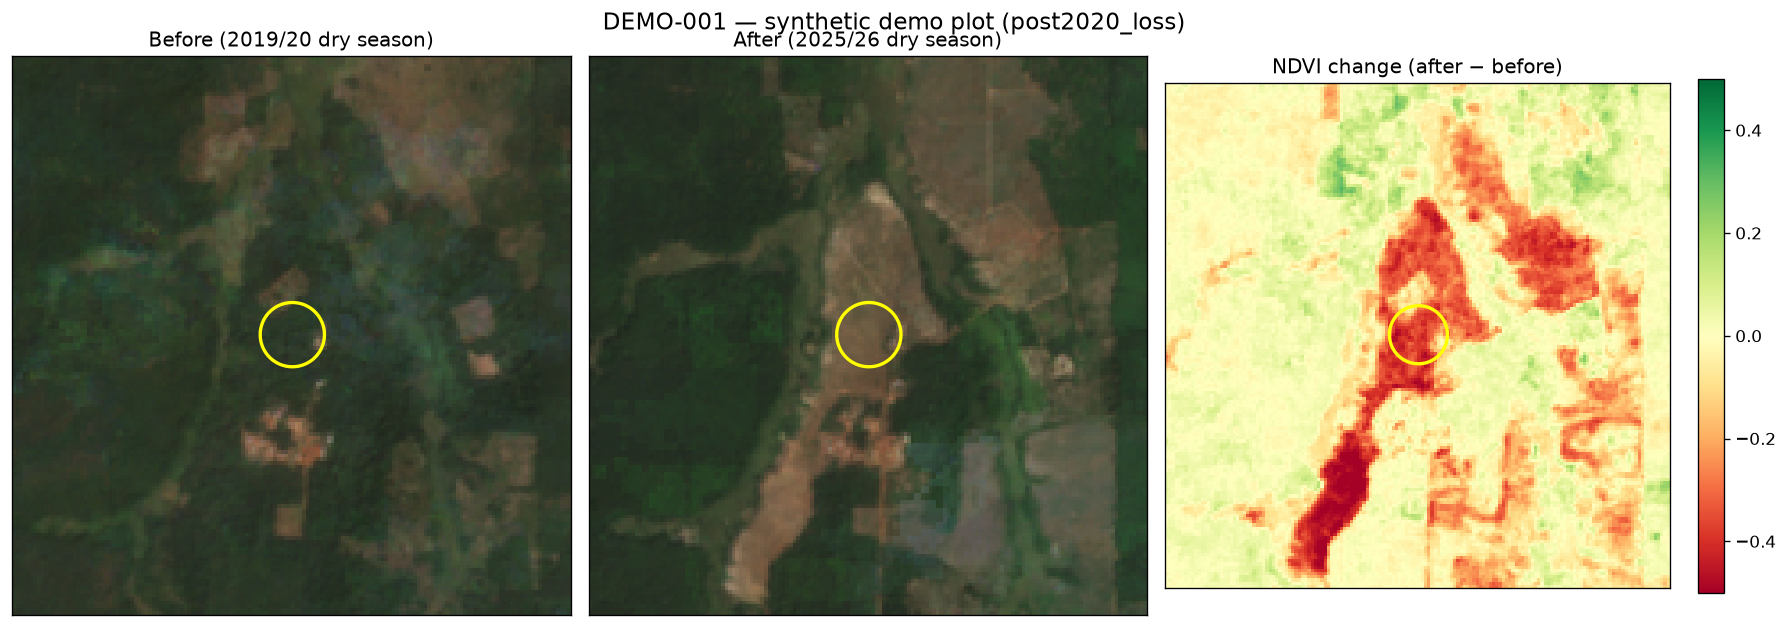 DEMO-001 — synthetic demo plot (post2020_loss)
Before (2019/20 dry season)
After (2025/26 dry season)
NDVI change (after − before)
0.4
0.2
0.0
−0.2
−0.4